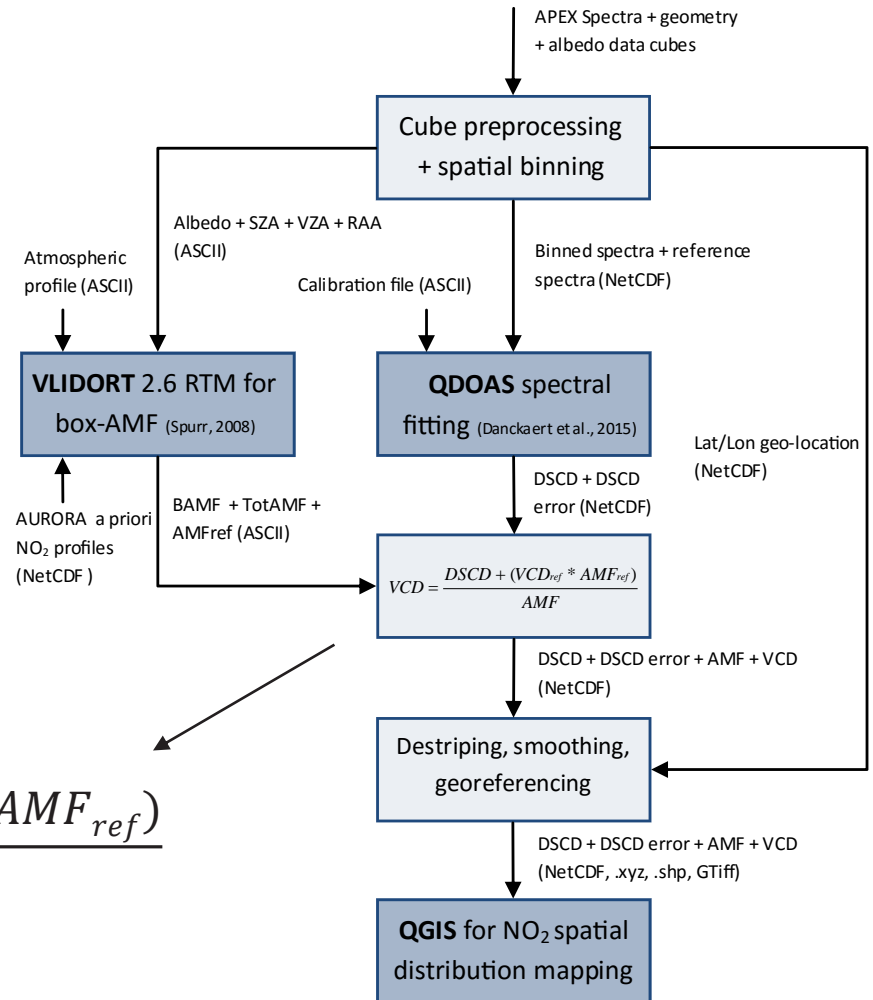 APEX Spectra + geometry
+ albedo data cubes
Cube preprocessing
+ spatial binning
Albedo + SZA + VZA + RAA
(ASCII)
Atmospheric
profile (ASCII)
Binned spectra + reference
spectra (NetCDF)
Calibration file (ASCII)
VLIDORT 2.6 RTM for
box-AMF (Spurr, 2008)
QDOAS spectral
fitting (Danckaert et al., 2015)
Lat/Lon geo-location
(NetCDF)
AURORA a priori
NO₂ profiles
(NetCDF )
BAMF + TotAMF +
AMFref (ASCII)
DSCD + DSCD
error (NetCDF)
VCD = DSCD + (VCD_ref * AMF_ref) / AMF
DSCD + DSCD error + AMF + VCD
(NetCDF)
Destriping, smoothing,
georeferencing
AMF_ref)
DSCD + DSCD error + AMF + VCD
(NetCDF, .xyz, .shp, GTiff)
QGIS for NO₂ spatial
distribution mapping